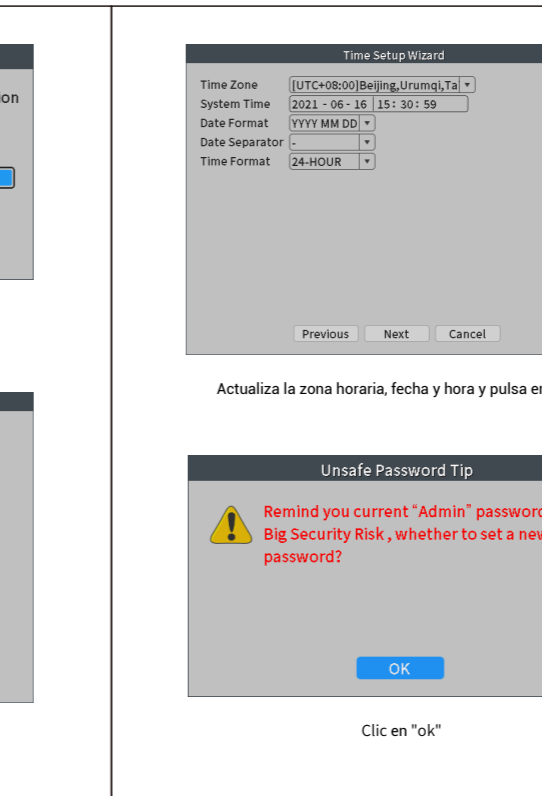 ion
Time Setup Wizard
Time Zone [UTC+08:00]Beijing,Urumqi,Ta
System Time 2021 - 06 - 16 15: 30: 59
Date Format YYYY MM DD
Date Separator -
Time Format 24-HOUR
Previous Next Cancel
Actualiza la zona horaria, fecha y hora y pulsa en
Unsafe Password Tip
Remind you current “Admin” password
Big Security Risk , whether to set a new
password?
OK
Clic en "ok"